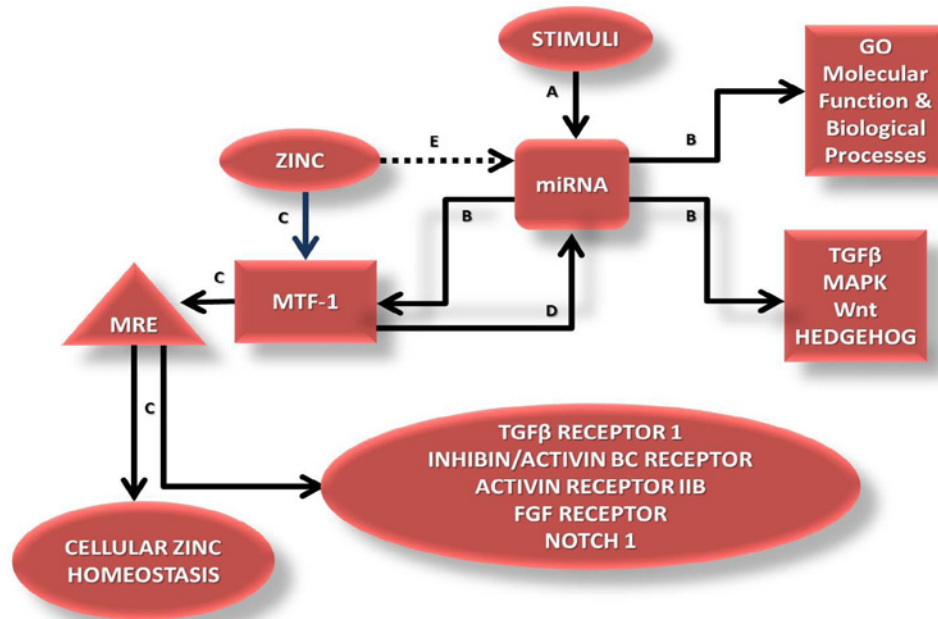 STIMULI
A
GO
Molecular
Function &
Biological
Processes
B
ZINC
E
miRNA
C
B
B
TGFβ
MAPK
Wnt
HEDGEHOG
MTF-1
D
C
MRE
C
TGFβ RECEPTOR 1
INHIBIN/ACTIVIN BC RECEPTOR
ACTIVIN RECEPTOR IIB
FGF RECEPTOR
NOTCH 1
CELLULAR ZINC
HOMEOSTASIS